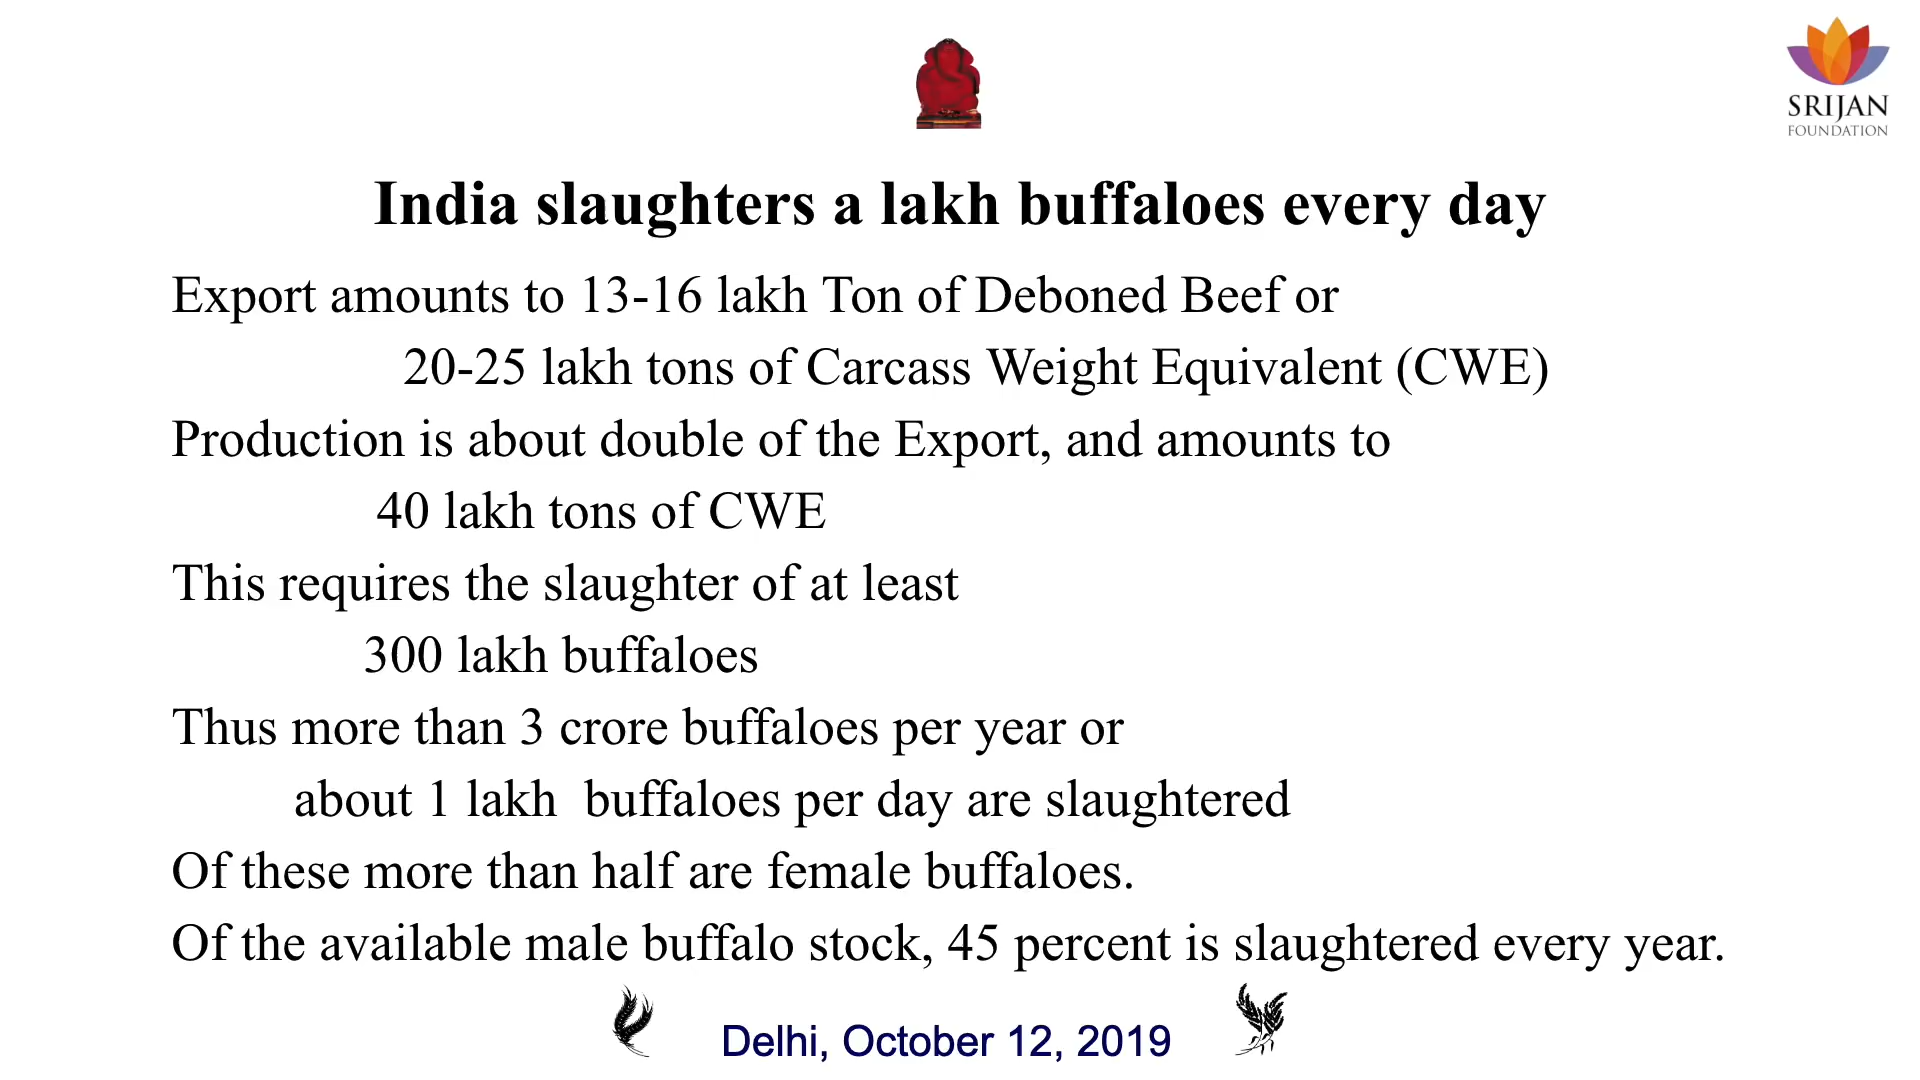 SRIJAN
FOUNDATION
India slaughters a lakh buffaloes every day
Export amounts to 13-16 lakh Ton of Deboned Beef or
20-25 lakh tons of Carcass Weight Equivalent (CWE)
Production is about double of the Export, and amounts to
40 lakh tons of CWE
This requires the slaughter of at least
300 lakh buffaloes
Thus more than 3 crore buffaloes per year or
about 1 lakh  buffaloes per day are slaughtered
Of these more than half are female buffaloes.
Of the available male buffalo stock, 45 percent is slaughtered every year.
Delhi, October 12, 2019